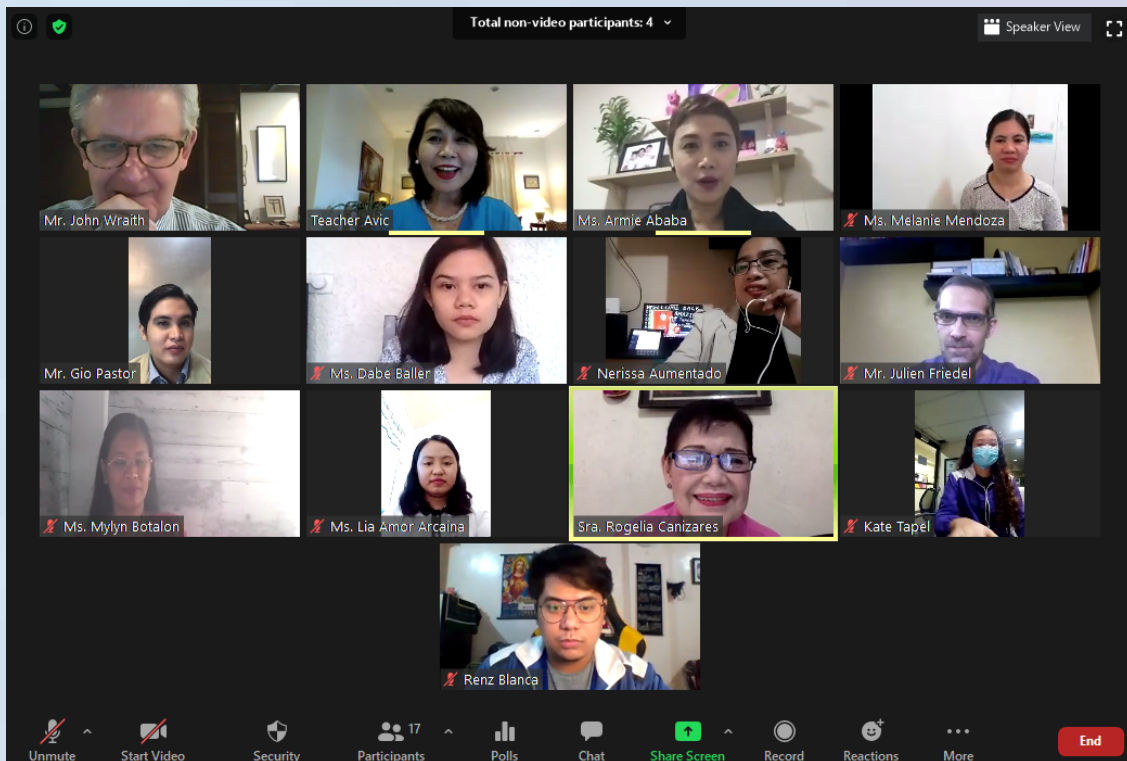 Total non-video participants: 4
Speaker View
Mr. John Wraith
Teacher Avic
Ms. Armie Ababa
Ms. Melanie Mendoza
Mr. Gio Pastor
Ms. Dabe Baller
Nerissa Aumentado
Mr. Julien Friedel
Ms. Mylyn Botalon
Ms. Lia Amor Arcaina
Sra. Rogelia Canizares
Kate Tapel
Renz Blanca
17
Unmute
Start Video
Security
Participants
Polls
Chat
Share Screen
Record
Reactions
More
End